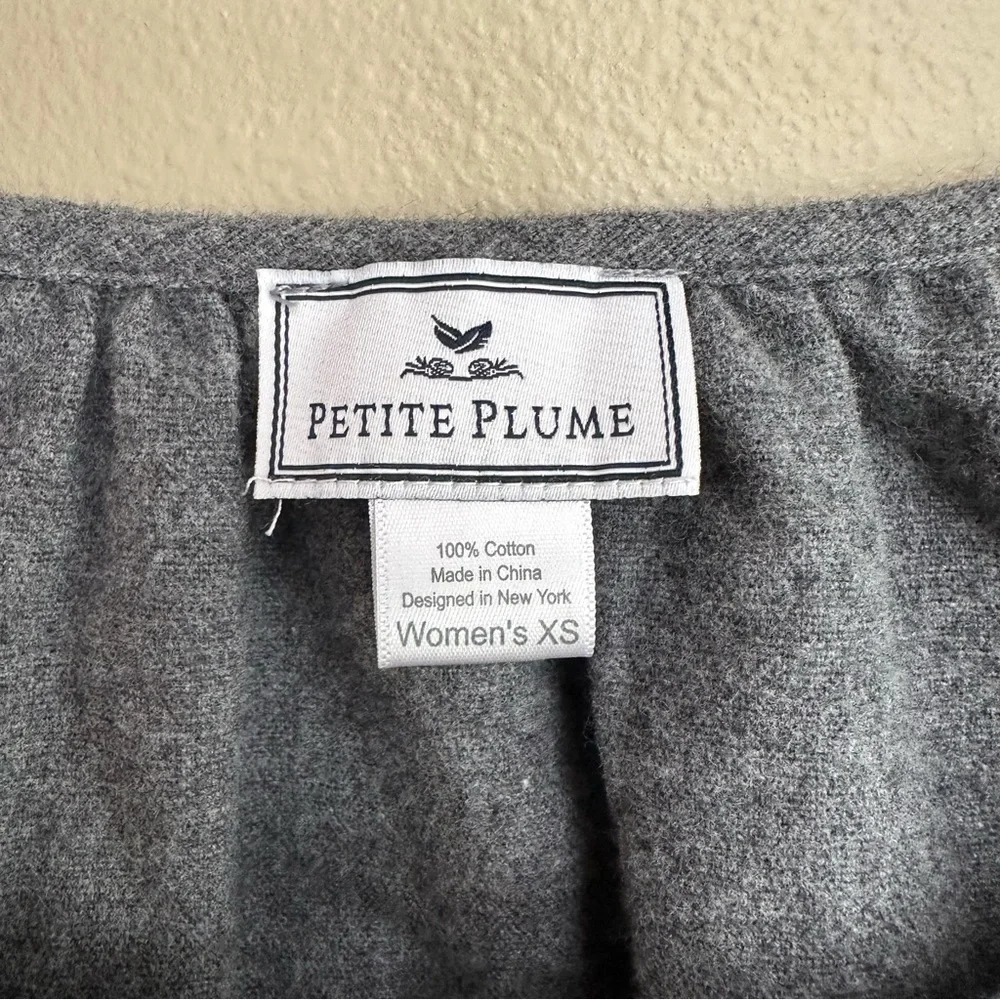 PETITE PLUME
100% Cotton
Made in China
Designed in New York
Women's XS